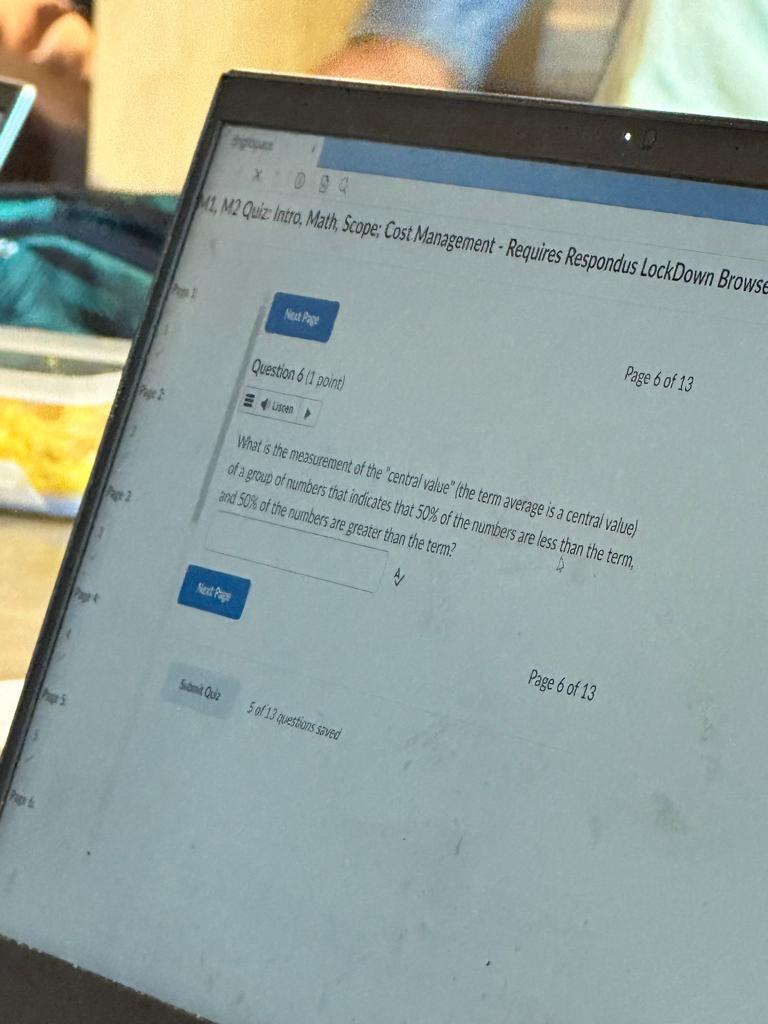 M1, M2 Quiz: Intro, Math, Scope; Cost Management - Requires Respondus LockDown Browse
Page 1:
1
Next Page
Page 6 of 13
Question 6 (1 point)
Listen
Page 2:
2
What is the measurement of the "central value" (the term average is a central value)
of a group of numbers that indicates that 50% of the numbers are less than the term,
and 50% of the numbers are greater than the term?
3
Next Page
Page 4:
4
Page 6 of 13
Submit Quiz
5 of 13 questions saved
Page 5:
5
Page 6: